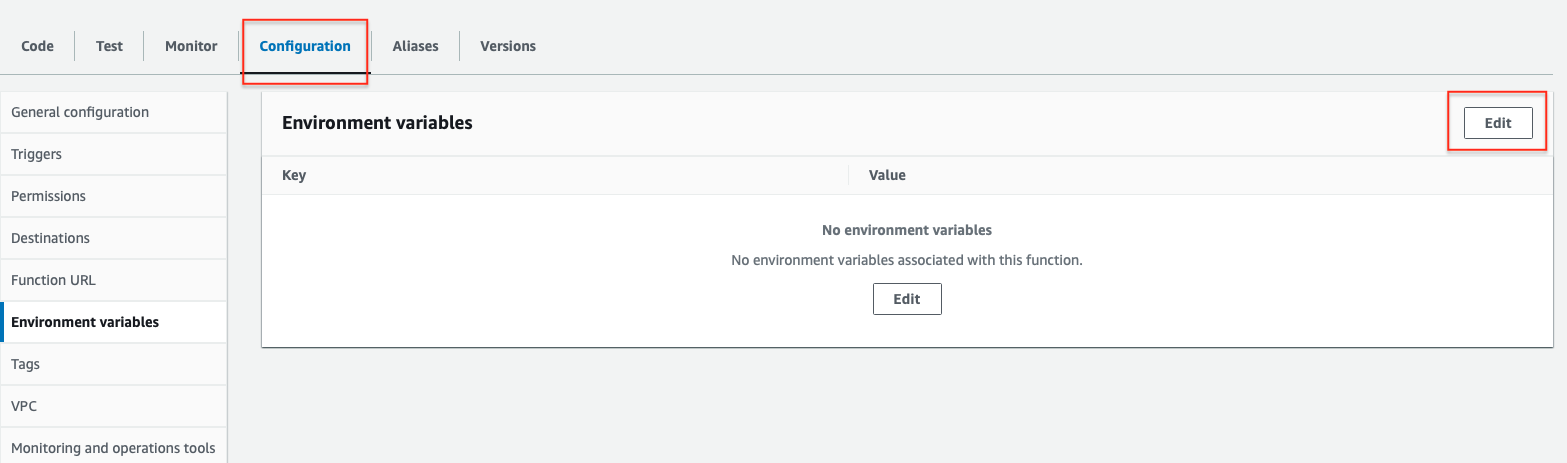 Code Test Monitor Configuration Aliases Versions
General configuration
Triggers
Permissions
Destinations
Function URL
Environment variables
Tags
VPC
Monitoring and operations tools
Environment variables Edit
Key Value
No environment variables
No environment variables associated with this function.
Edit